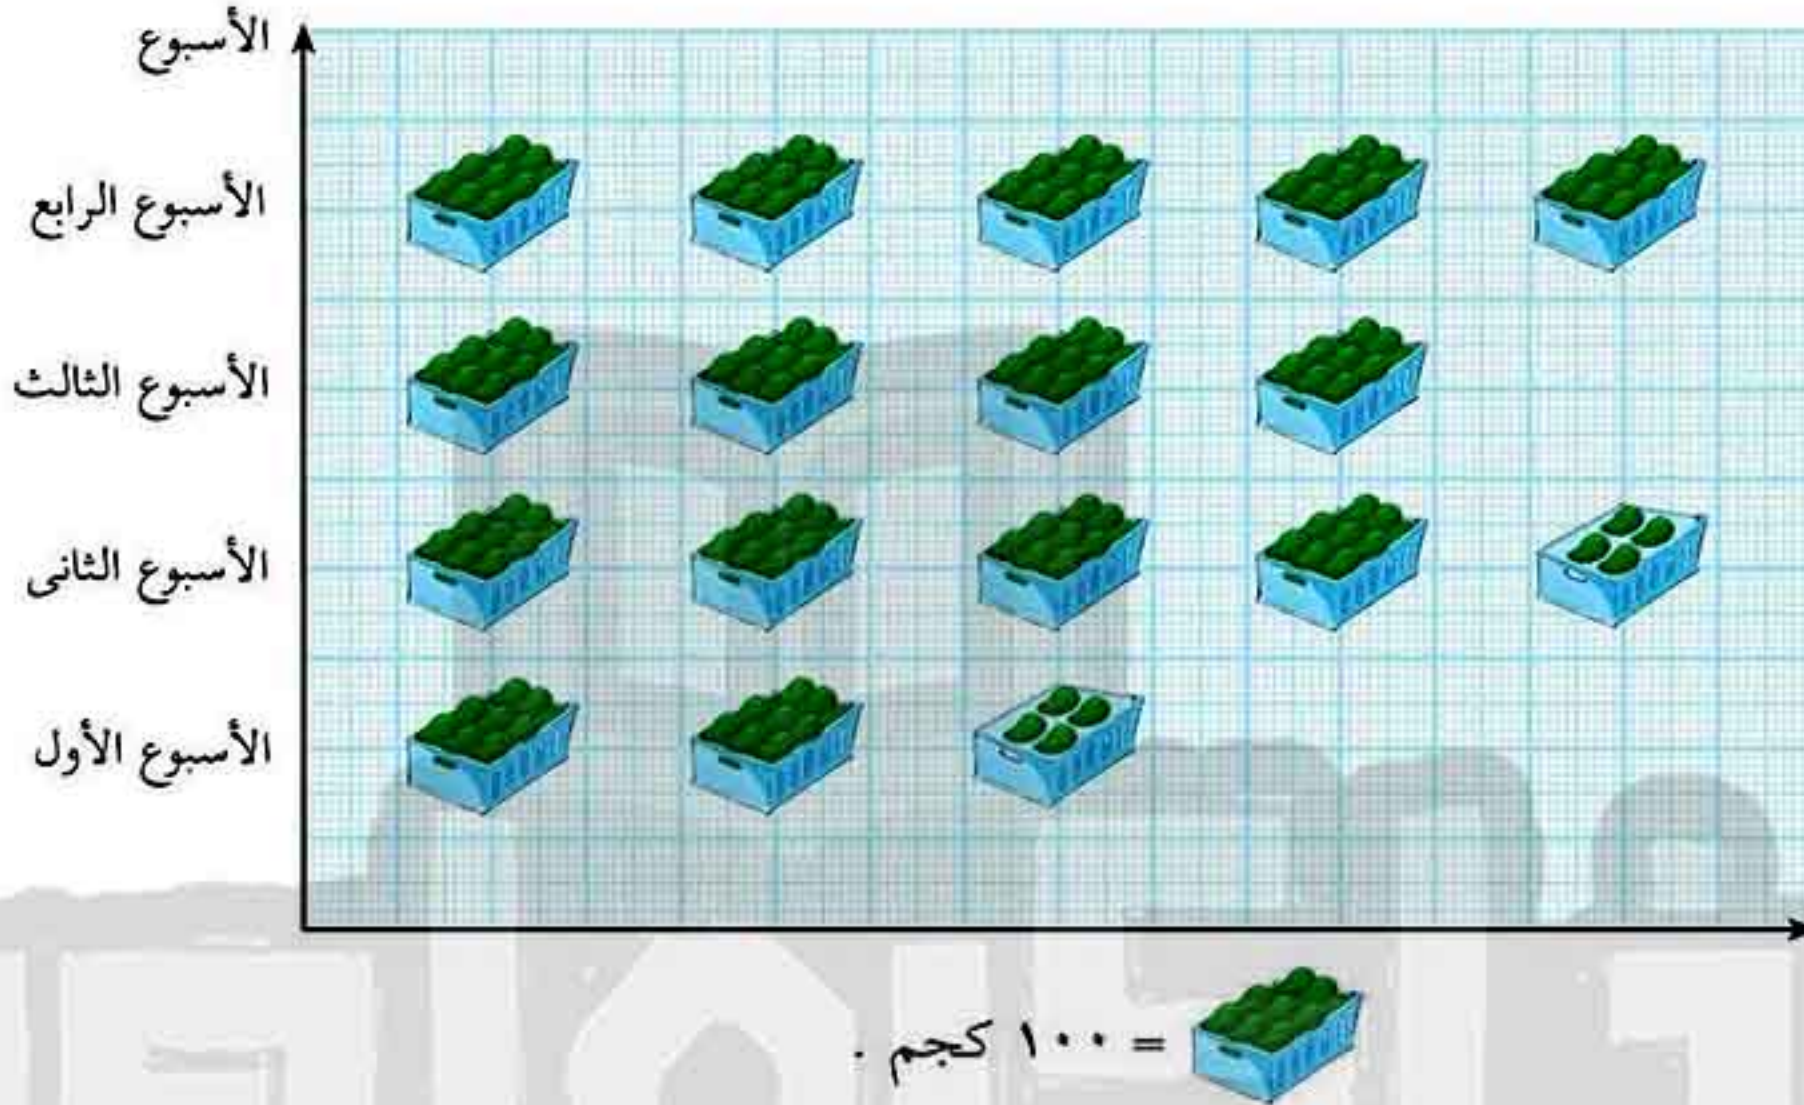 الأسبوع
الأسبوع الرابع
الأسبوع الثالث
الأسبوع الثانى
الأسبوع الأول
= ١٠٠ كجم .